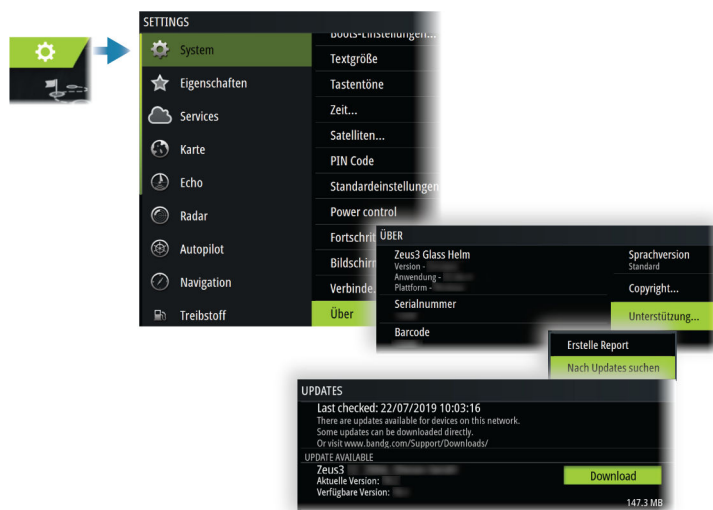 SETTINGS
System
Eigenschaften
Services
Karte
Echo
Radar
Autopilot
Navigation
Treibstoff
Boots-Einstellungen...
Textgröße
Tastentöne
Zeit...
Satelliten...
PIN Code
Standardeinstellungen
Power control
Fortschrit
Bildschirm
Verbinde
Über
ÜBER
Zeus3 Glass Helm
Version -
Anwendung -
Plattform -
Serialnummer
Barcode
Sprachversion
Standard
Copyright...
Unterstützung...
Erstelle Report
Nach Updates suchen
UPDATES
Last checked: 22/07/2019 10:03:16
There are updates available for devices on this network.
Some updates can be downloaded directly.
Or visit www.bandg.com/Support/Downloads/
UPDATE AVAILABLE
Zeus3
Aktuelle Version:
Verfügbare Version:
Download
147.3 MB